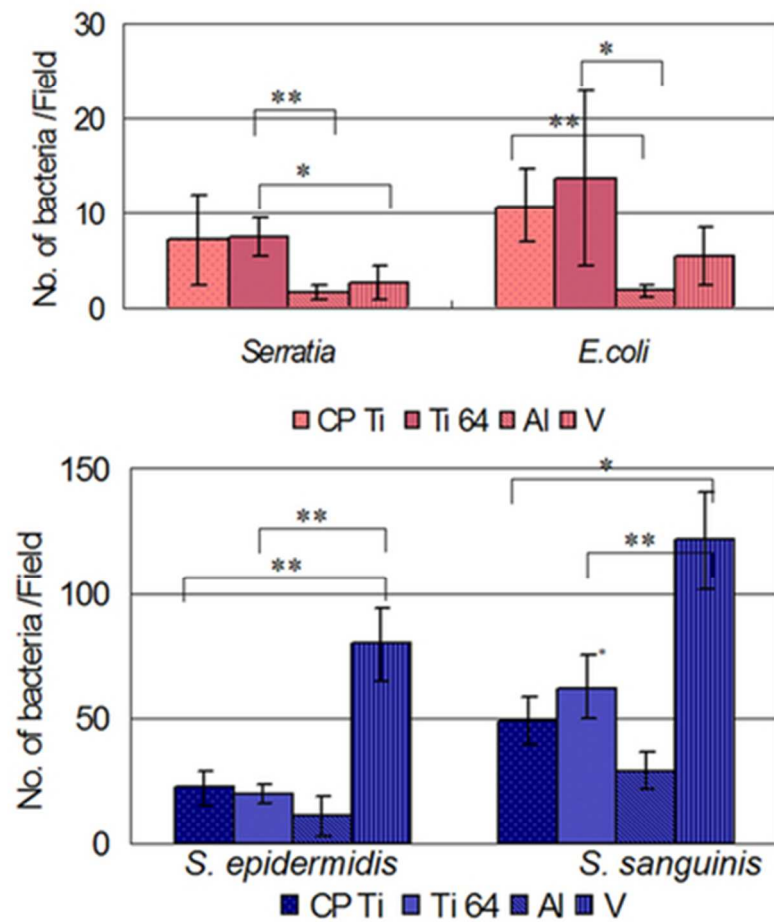 No. of bacteria /Field
30
20
10
0
**
*
**
*
Serratia E.coli
CP Ti Ti 64 Al V
No. of bacteria /Field
150
100
50
0
**
**
*
**
*
S. epidermidis S. sanguinis
CP Ti Ti 64 Al V